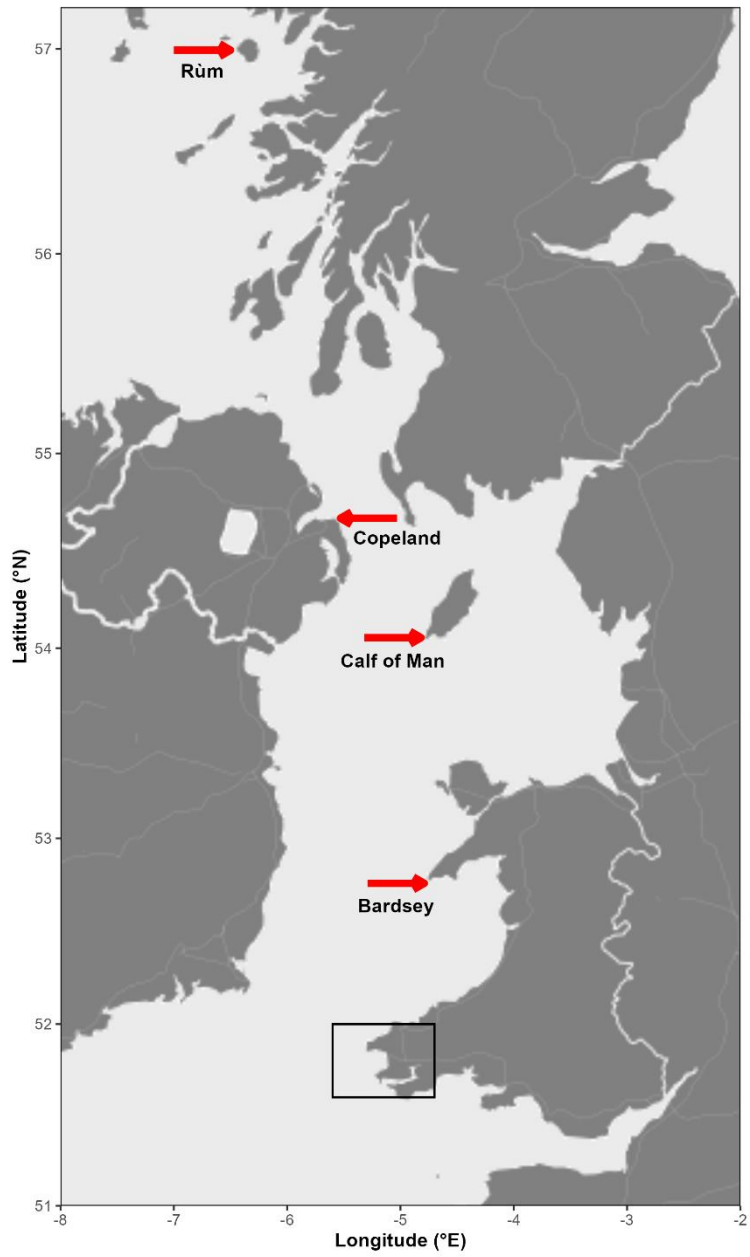 57
Rùm
56
55
Copeland
Latitude (°N)
54
Calf of Man
53
Bardsey
52
51
-8 -7 -6 -5 -4 -3 -2
Longitude (°E)